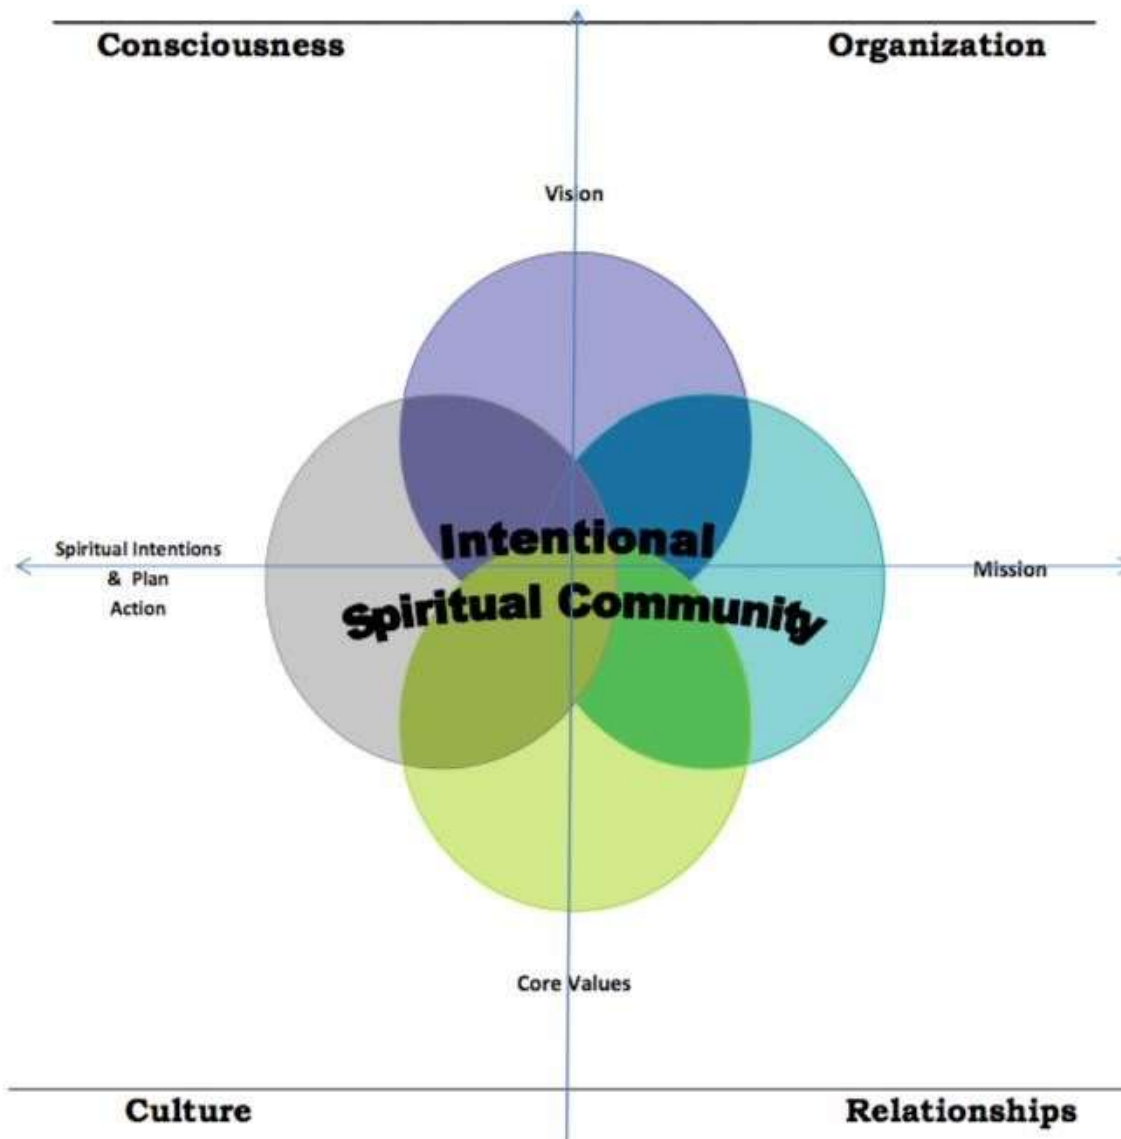 Consciousness
Organization
Vision
Intentional
Spiritual Community
Spiritual Intentions
& Plan
Action
Mission
Core Values
Culture
Relationships